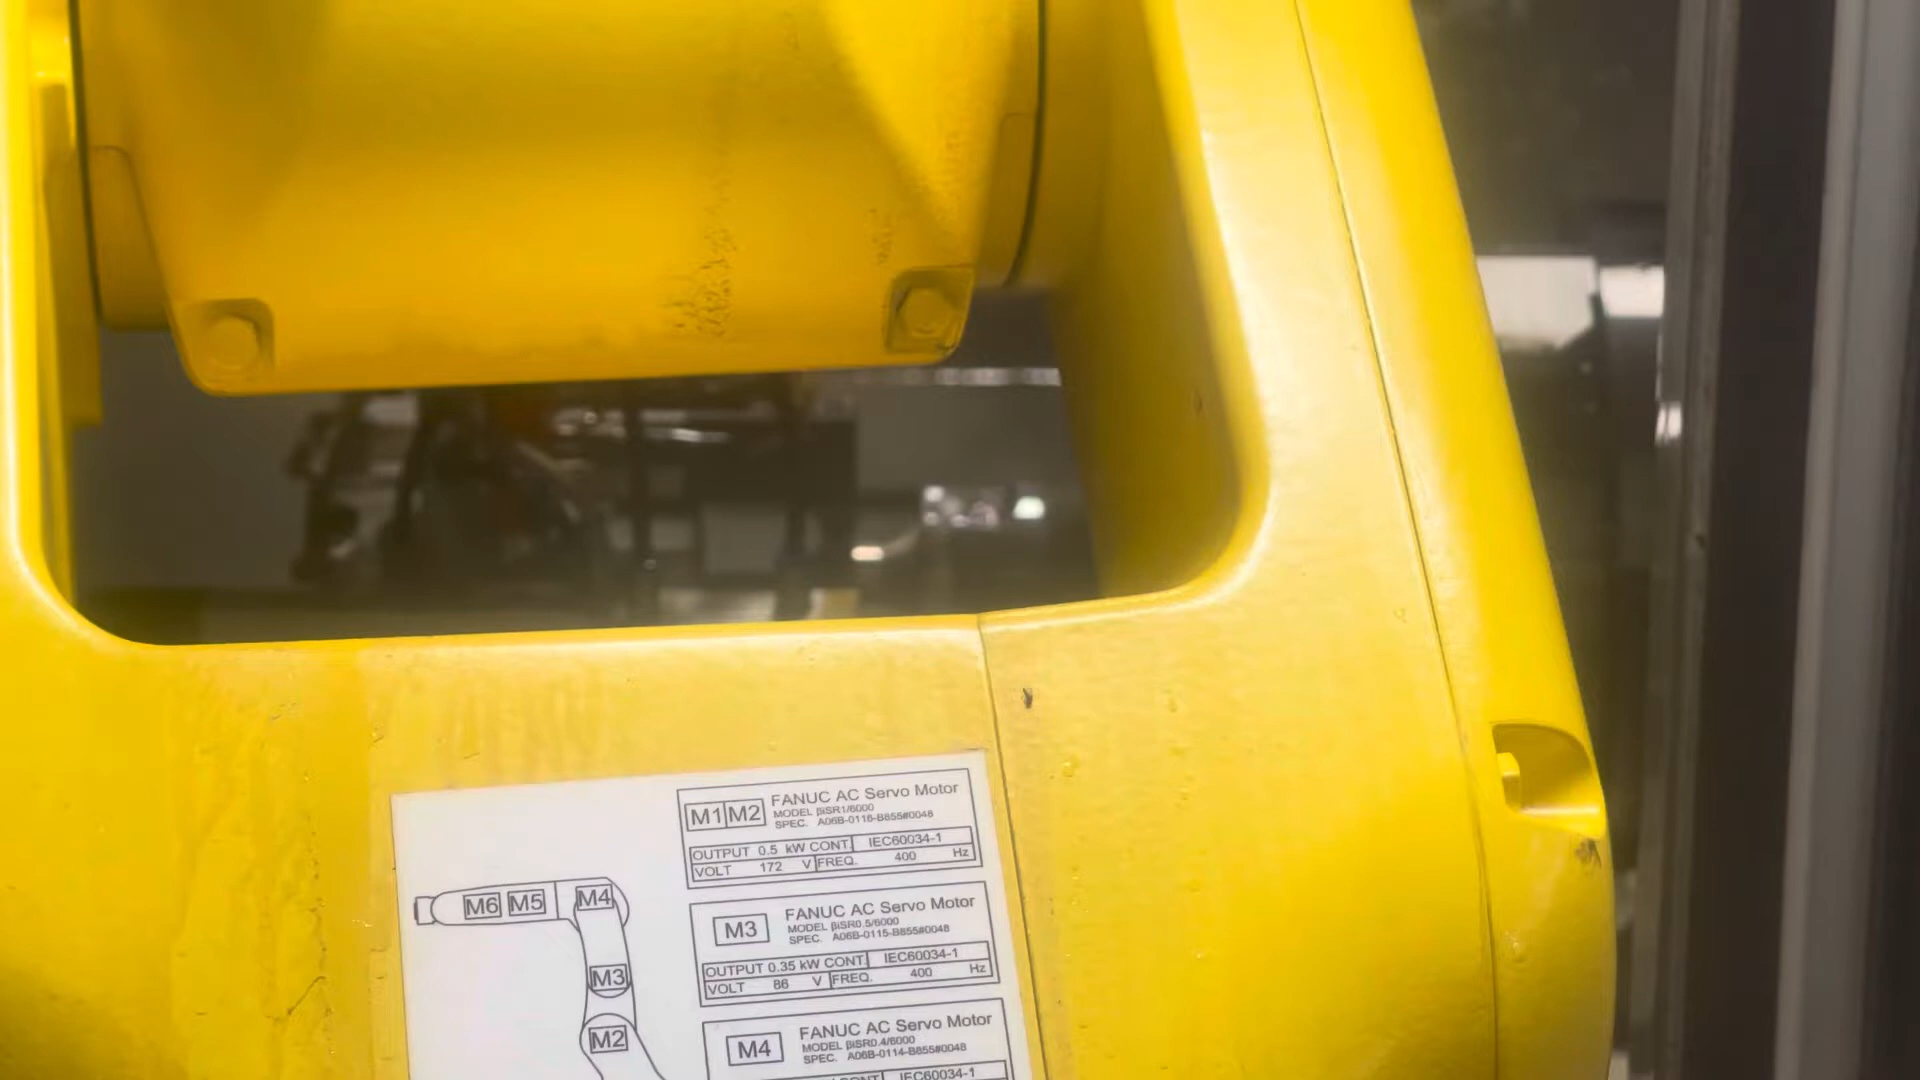 M1 M2 FANUC AC Servo Motor
MODEL βiSR1/6000
SPEC. A06B-0116-B855#0048
OUTPUT 0.5 kW CONT. IEC60034-1
VOLT 172 V FREQ. 400 Hz
M6 M5 M4
M3 FANUC AC Servo Motor
MODEL βiSR0.5/6000
SPEC. A06B-0115-B855#0048
OUTPUT 0.35 kW CONT. IEC60034-1
VOLT 86 V FREQ. 400 Hz
M3
M2
M4 FANUC AC Servo Motor
MODEL βiSR0.4/6000
SPEC. A06B-0114-B855#0048
CONT. IEC60034-1